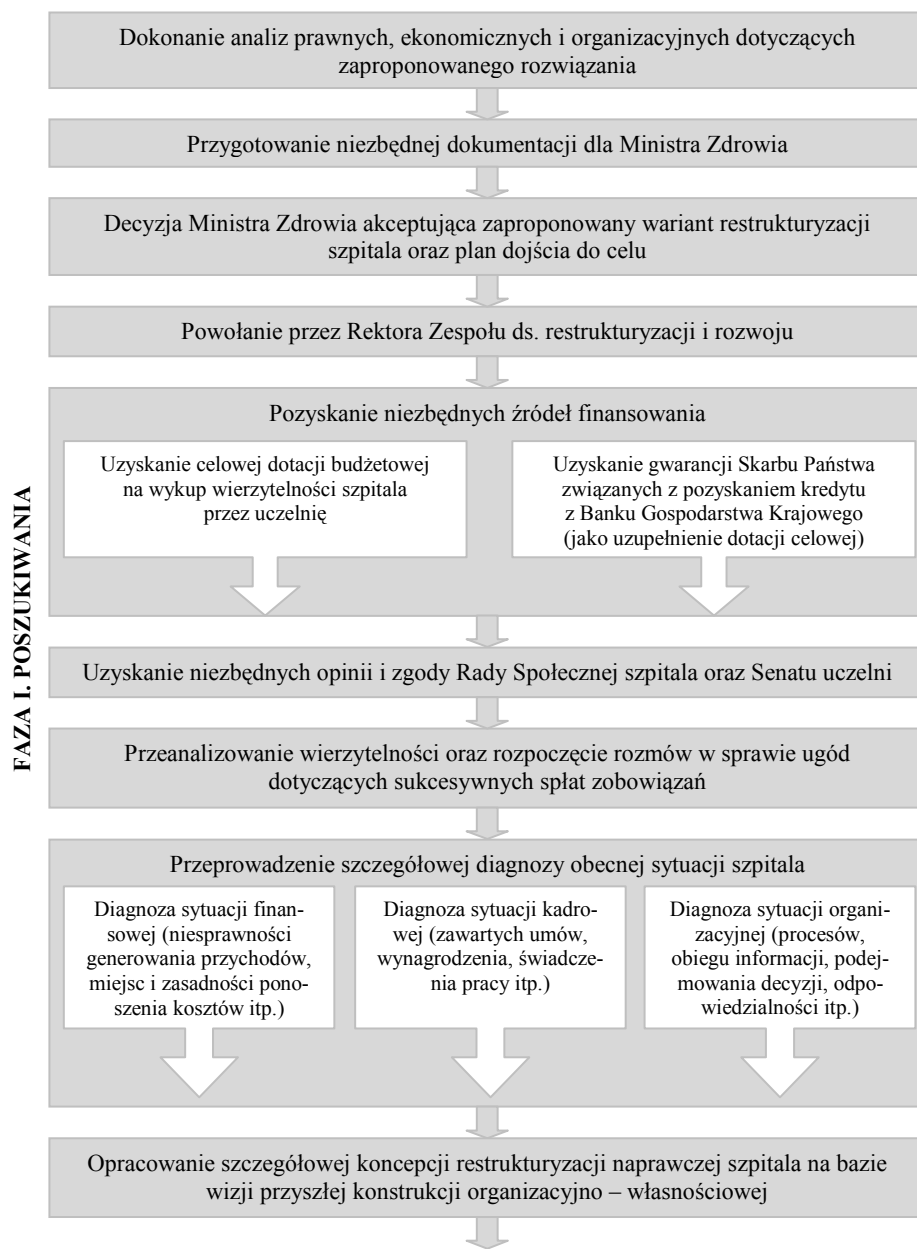 Dokonanie analiz prawnych, ekonomicznych i organizacyjnych dotyczących
zaproponowanego rozwiązania
Przygotowanie niezbędnej dokumentacji dla Ministra Zdrowia
Decyzja Ministra Zdrowia akceptująca zaproponowany wariant restrukturyzacji
szpitala oraz plan dojścia do celu
Powołanie przez Rektora Zespołu ds. restrukturyzacji i rozwoju
Pozyskanie niezbędnych źródeł finansowania
Uzyskanie celowej dotacji budżetowej
na wykup wierzytelności szpitala
przez uczelnię
Uzyskanie gwarancji Skarbu Państwa
związanych z pozyskaniem kredytu
z Banku Gospodarstwa Krajowego
(jako uzupełnienie dotacji celowej)
FAZA I. POSZUKIWANIA
Uzyskanie niezbędnych opinii i zgody Rady Społecznej szpitala oraz Senatu uczelni
Przeanalizowanie wierzytelności oraz rozpoczęcie rozmów w sprawie ugód
dotyczących sukcesywnych spłat zobowiązań
Przeprowadzenie szczegółowej diagnozy obecnej sytuacji szpitala
Diagnoza sytuacji finan-
sowej (niesprawności
generowania przychodów,
miejsc i zasadności pono-
szenia kosztów itp.)
Diagnoza sytuacji kadro-
wej (zawartych umów,
wynagrodzenia, świadcze-
nia pracy itp.)
Diagnoza sytuacji organi-
zacyjnej (procesów,
obiegu informacji, podej-
mowania decyzji, odpo-
wiedzialności itp.)
Opracowanie szczegółowej koncepcji restrukturyzacji naprawczej szpitala na bazie
wizji przyszłej konstrukcji organizacyjno – własnościowej